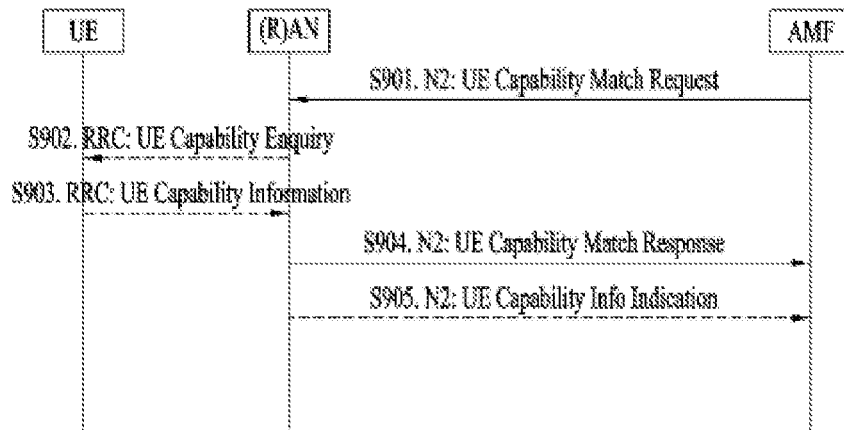 UE
(R)AN
AMF
S901. N2: UE Capability Match Request
S902. RRC: UE Capability Enquiry
S903. RRC: UE Capability Information
S904. N2: UE Capability Match Response
S905. N2: UE Capability Info Indication